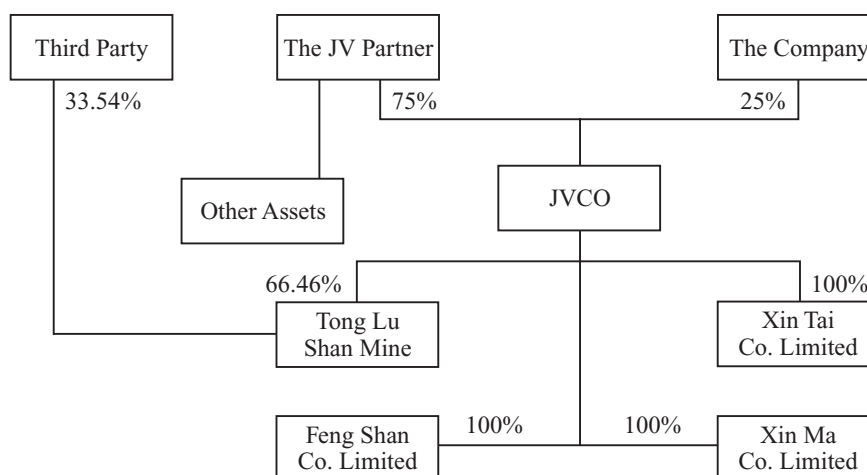 Third Party
The JV Partner
The Company
33.54%
75%
25%
Other Assets
JVCO
66.46%
100%
Tong Lu
Shan Mine
Xin Tai
Co. Limited
Feng Shan
Co. Limited
100%
100%
Xin Ma
Co. Limited